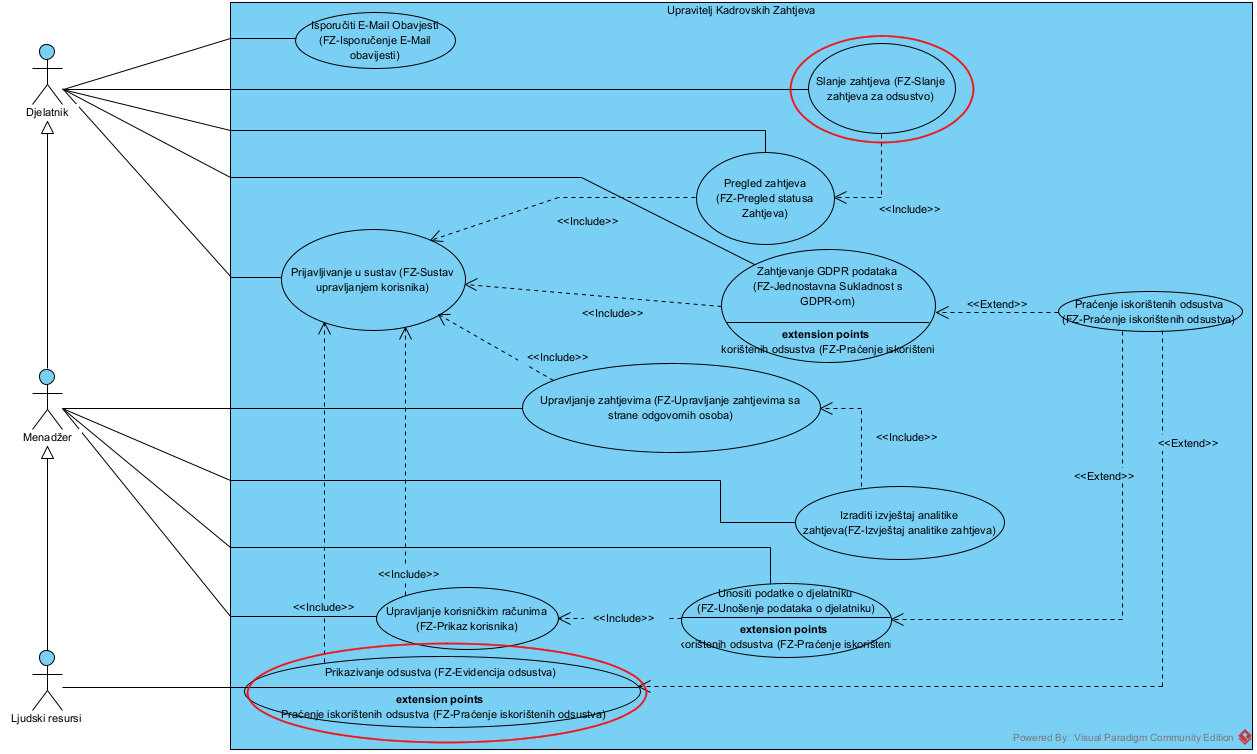 Upravitelj Kadrovskih Zahtjeva
Isporučiti E-Mail Obavjesti
(FZ-Isporučenje E-Mail
obavijesti)
Djelatnik
Slanje zahtjeva (FZ-Slanje
zahtjeva za odsustvo)
Pregled zahtjeva
(FZ-Pregled statusa
Zahtjeva)
<<Include>>
<<Include>>
Prijavljivanje u sustav (FZ-Sustav
upravljanjem korisnika)
Zahtjevanje GDPR podataka
(FZ-Jednostavna Sukladnost s
GDPR-om)
extension points
korištenih odsustva (FZ-Praćenje iskorišteni
<<Include>>
<<Extend>>
Praćenje iskorištenih odsustva
(FZ-Praćenje iskorištenih odsustva)
<<Include>>
Menadžer
Upravljanje zahtjevima (FZ-Upravljanje zahtjevima sa
strane odgovornih osoba)
<<Include>>
<<Extend>>
<<Extend>>
Izraditi izvještaj analitike
zahtjeva(FZ-Izvještaj analitike zahtjeva)
<<Include>>
<<Include>>
Upravljanje korisničkim računima
(FZ-Prikaz korisnika)
<<Include>>
Unositi podatke o djelatniku
(FZ-Unošenje podataka o djelatniku)
extension points
korištenih odsustva (FZ-Praćenje iskorišteni
Prikazivanje odsustva (FZ-Evidencija odsustva)
extension points
Praćenje iskorištenih odsustva (FZ-Praćenje iskorištenih odsustva)
Ljudski resursi
Powered By Visual Paradigm Community Edition